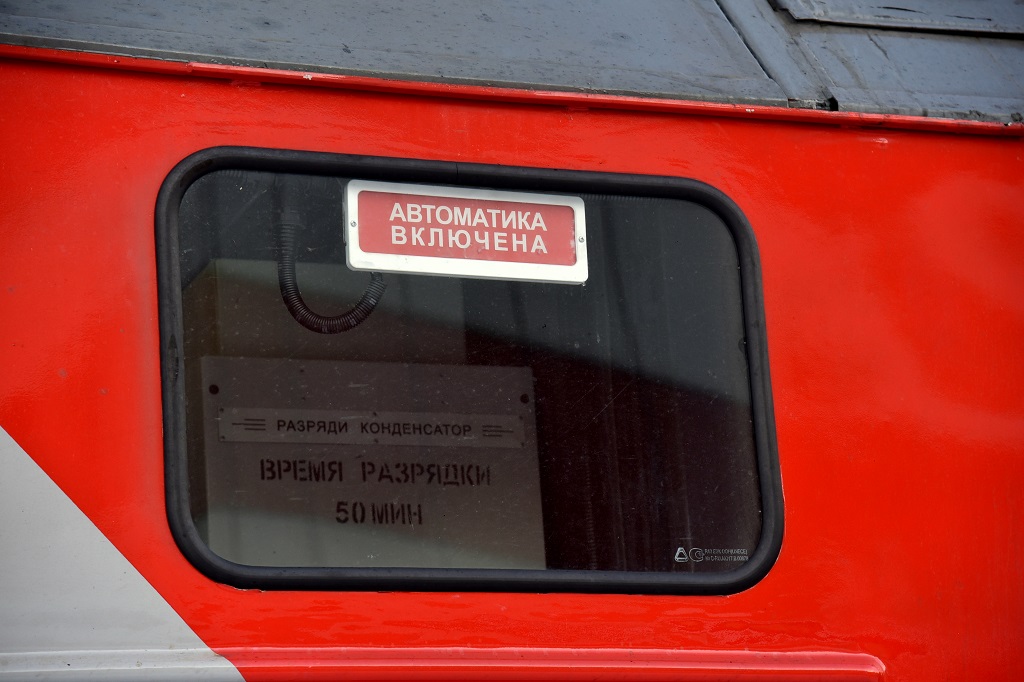 АВТОМАТИКА
ВКЛЮЧЕНА
РАЗРЯДИ КОНДЕНСАТОР
ВРЕМЯ РАЗРЯДКИ
50 МИН